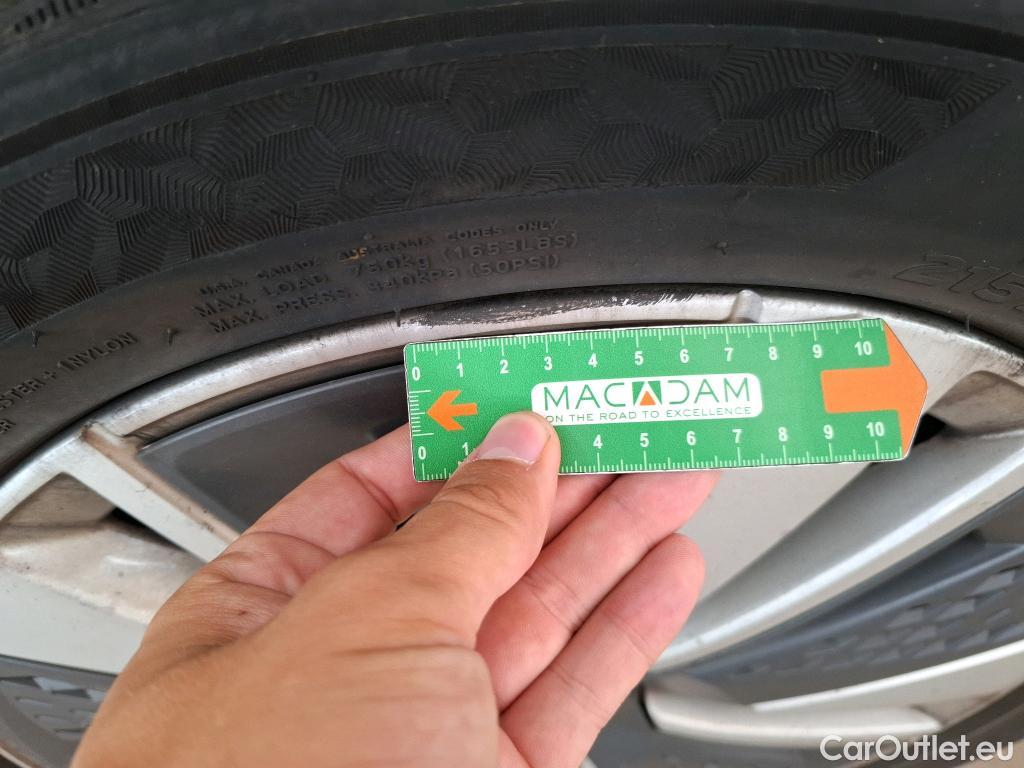 U.S.A. CANADA AUSTRALIA CODES ONLY
MAX. LOAD 750kg (1653LBS)
MAX. PRESS. 340KPa (50PSI)
215
+ 1NYLON
0 1 2 3 4 5 6 7 8 9 10
MACADAM
ON THE ROAD TO EXCELLENCE
0 1 4 5 6 7 8 9 10
CarOutlet.eu